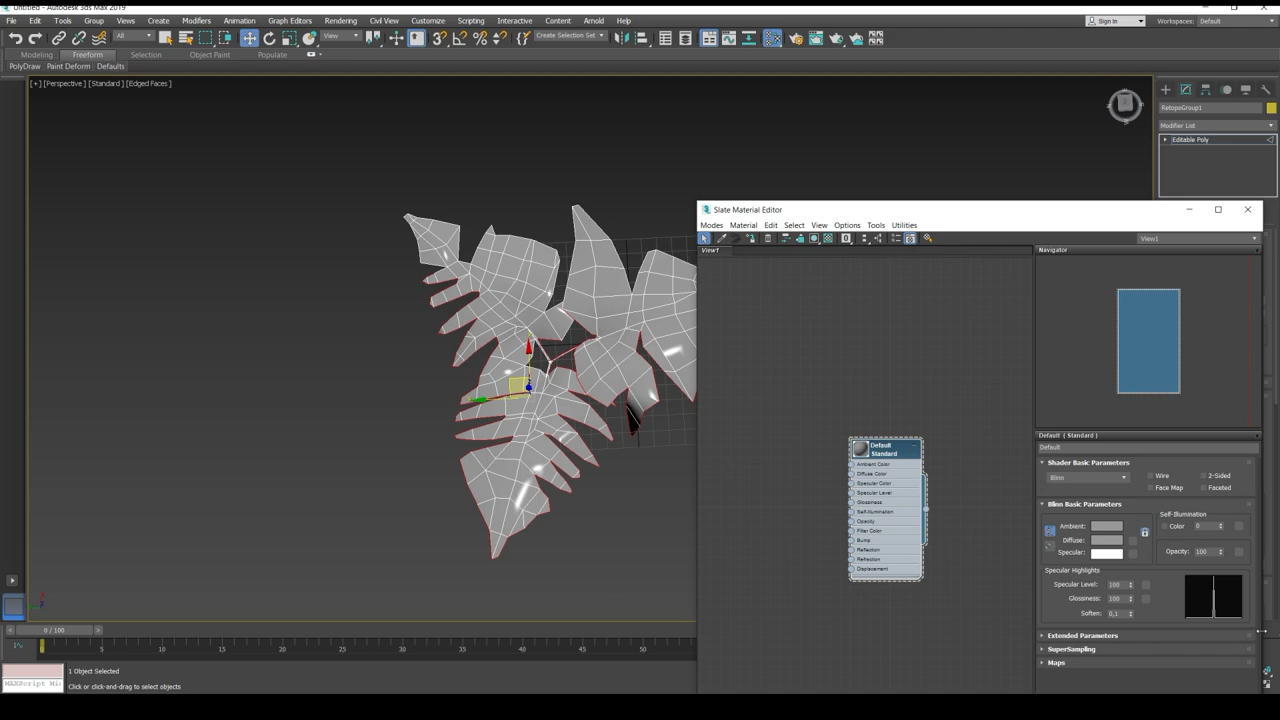 Untitled - Autodesk 3ds Max 2019
File Edit Tools Group Views Create Modifiers Animation Graph Editors Rendering Civil View Customize Scripting Interactive Content Arnold Help
Sign In Workspaces: Default
All View Create Selection Set
Modeling Freeform Selection Object Paint Populate
PolyDraw Paint Deform Defaults
[+] [Perspective] [Standard] [Edged Faces]
RetopoGroup1
Modifier List
Editable Poly
Slate Material Editor
Modes Material Edit Select View Options Tools Utilities
View1
View1
Navigator
Default
Standard
Ambient Color
Diffuse Color
Specular Color
Specular Level
Glossiness
Self-Illumination
Opacity
Filter Color
Bump
Reflection
Refraction
Displacement
Default ( Standard )
Default
Shader Basic Parameters
Blinn Wire 2-Sided
Face Map Faceted
Blinn Basic Parameters
Self-Illumination
Ambient: Color 0
Diffuse:
Specular: Opacity: 100
Specular Highlights
Specular Level: 100
Glossiness: 100
Soften: 0,1
Extended Parameters
SuperSampling
Maps
0 / 100
0 5 10 15 20 25 30 35 40 45 50
1 Object Selected
MAXScript Mi
Click or click-and-drag to select objects